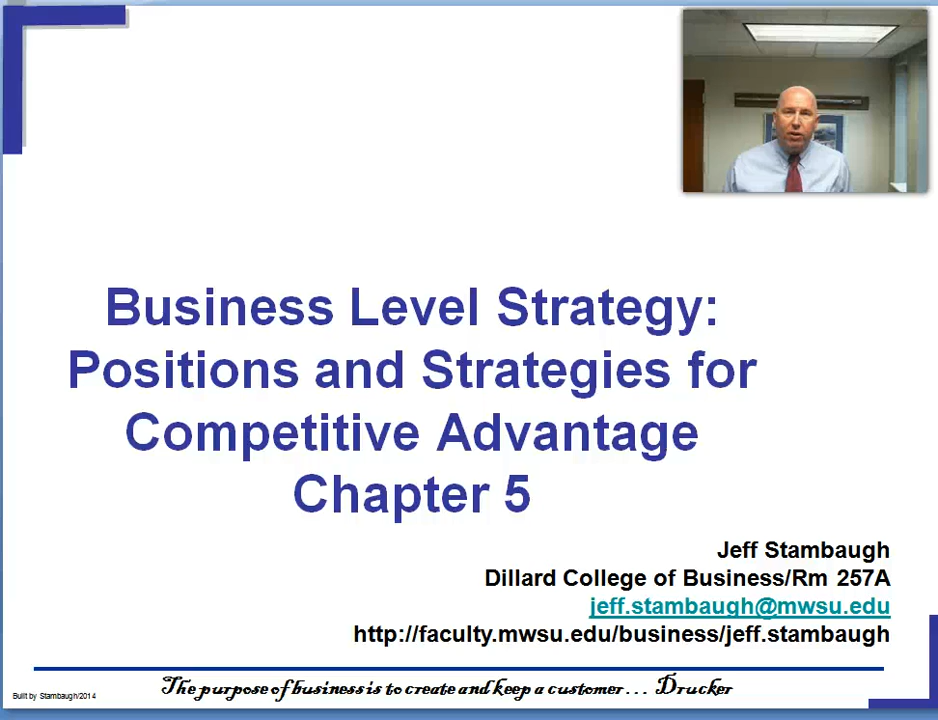 Business Level Strategy:
Positions and Strategies for
Competitive Advantage
Chapter 5
Jeff Stambaugh
Dillard College of Business/Rm 257A
jeff.stambaugh@mwsu.edu
http://faculty.mwsu.edu/business/jeff.stambaugh
Built by Stambaugh/2014
The purpose of business is to create and keep a customer . . . Drucker